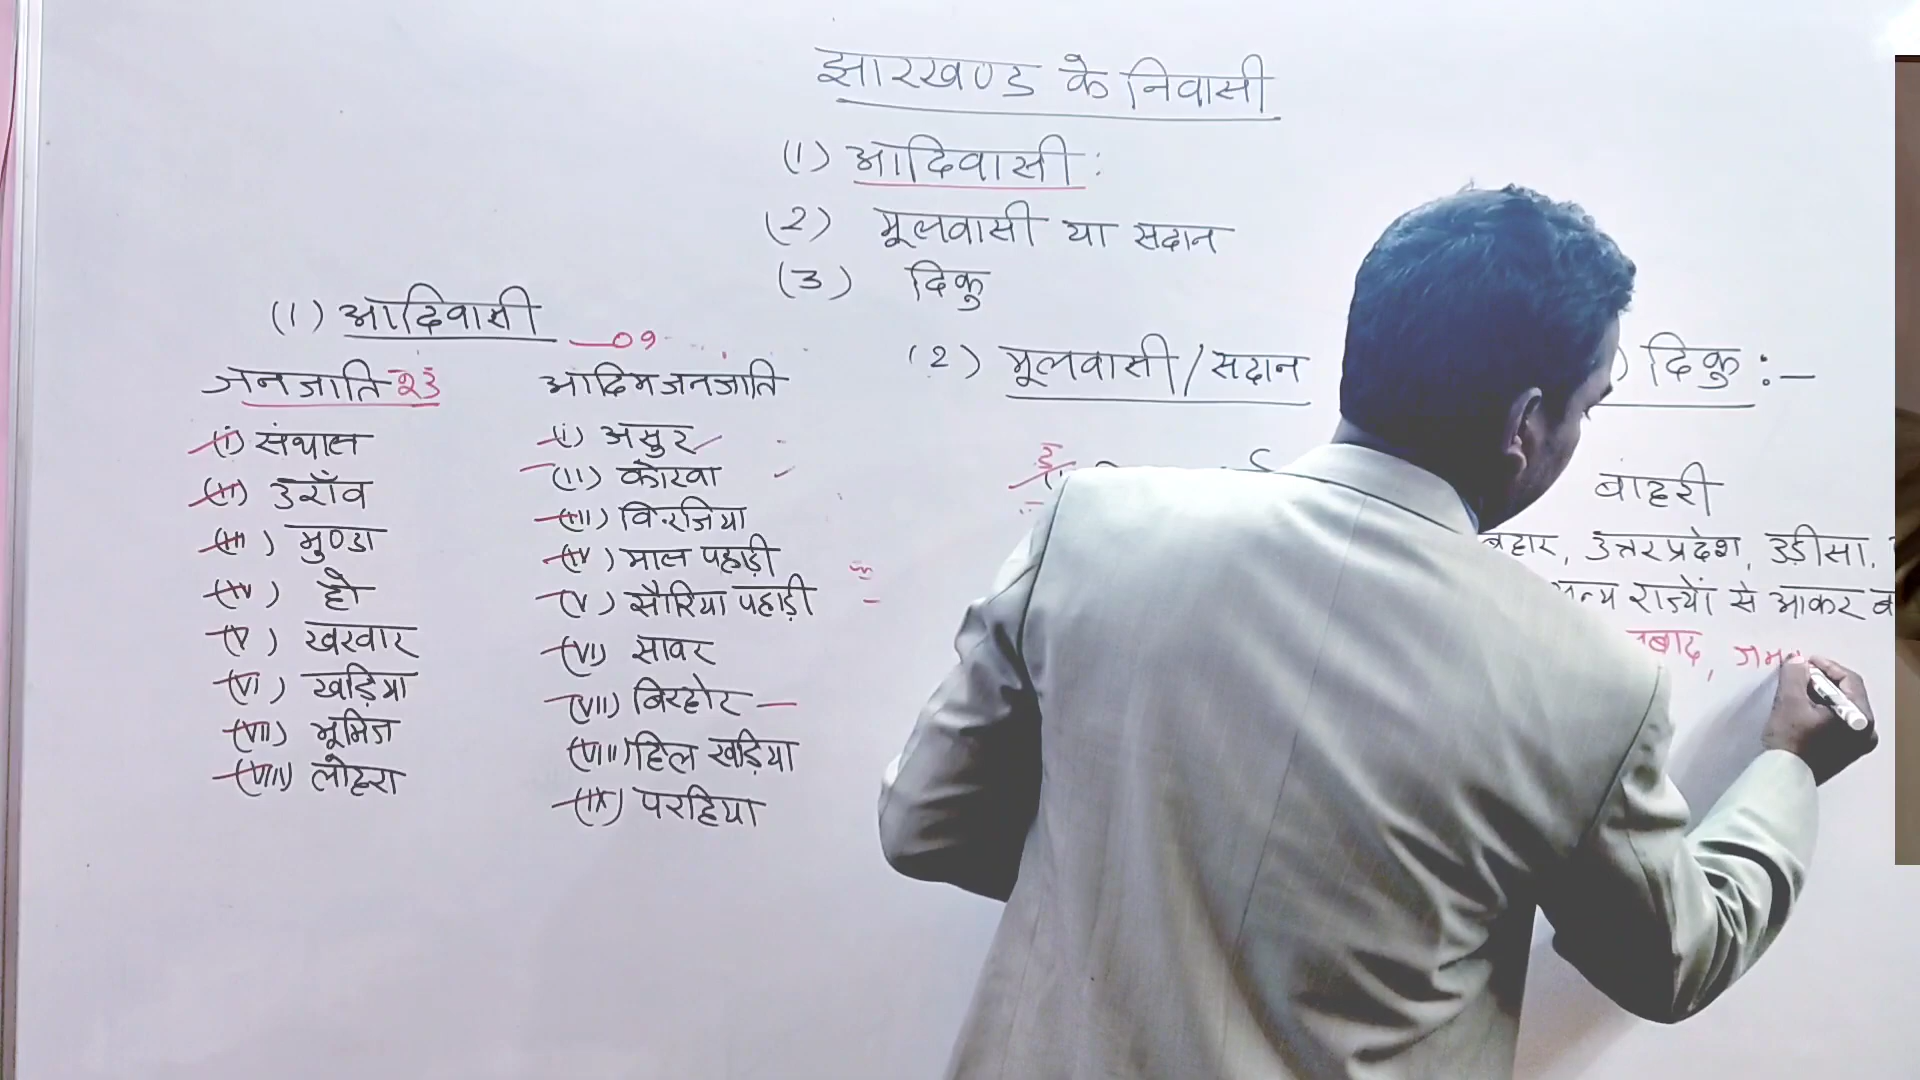 झारखण्ड के निवासी
(1) आदिवासी :
(2) मूलवासी या सदान
(3) दिकु
(1) आदिवासी
09
जनजाति 23
(i) संथाल
(ii) उराँव
(iii) मुण्डा
(iv) हो
(v) खरवार
(vi) खड़िया
(vii) भूमिज
(viii) लोहरा
आदिम जनजाति
(i) असुर
(ii) कोरवा
(iii) बिरजिया
(iv) माल पहाड़ी
(v) सौरिया पहाड़ी
(vi) सावर
(vii) बिरहोर
(viii) हिल खड़िया
(ix) परहिया
(2) मूलवासी/सदान
) दिकु :-
बाहरी
उत्तरप्रदेश, उड़ीसा,
राज्यों से आकर